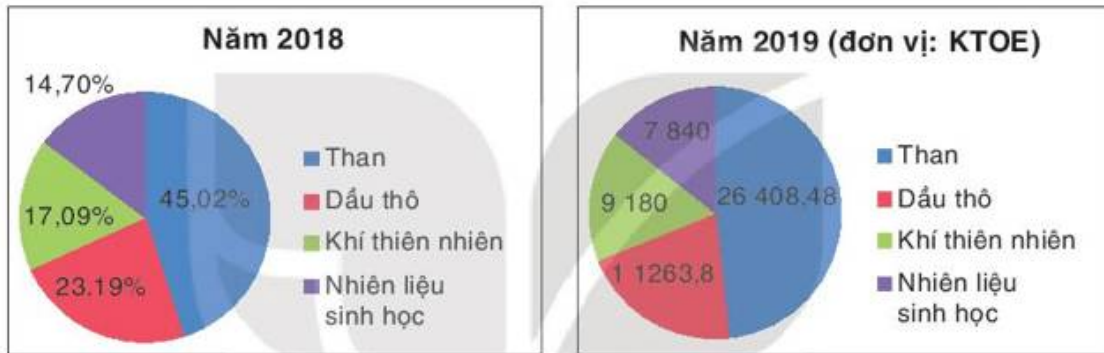 Năm 2018
14,70%
17,09%
45,02%
23.19%
Than
Dầu thô
Khí thiên nhiên
Nhiên liệu
sinh học
Năm 2019 (đơn vị: KTOE)
7 840
9 180
26 408,48
1 1263,8
Than
Dầu thô
Khí thiên nhiên
Nhiên liệu
sinh học